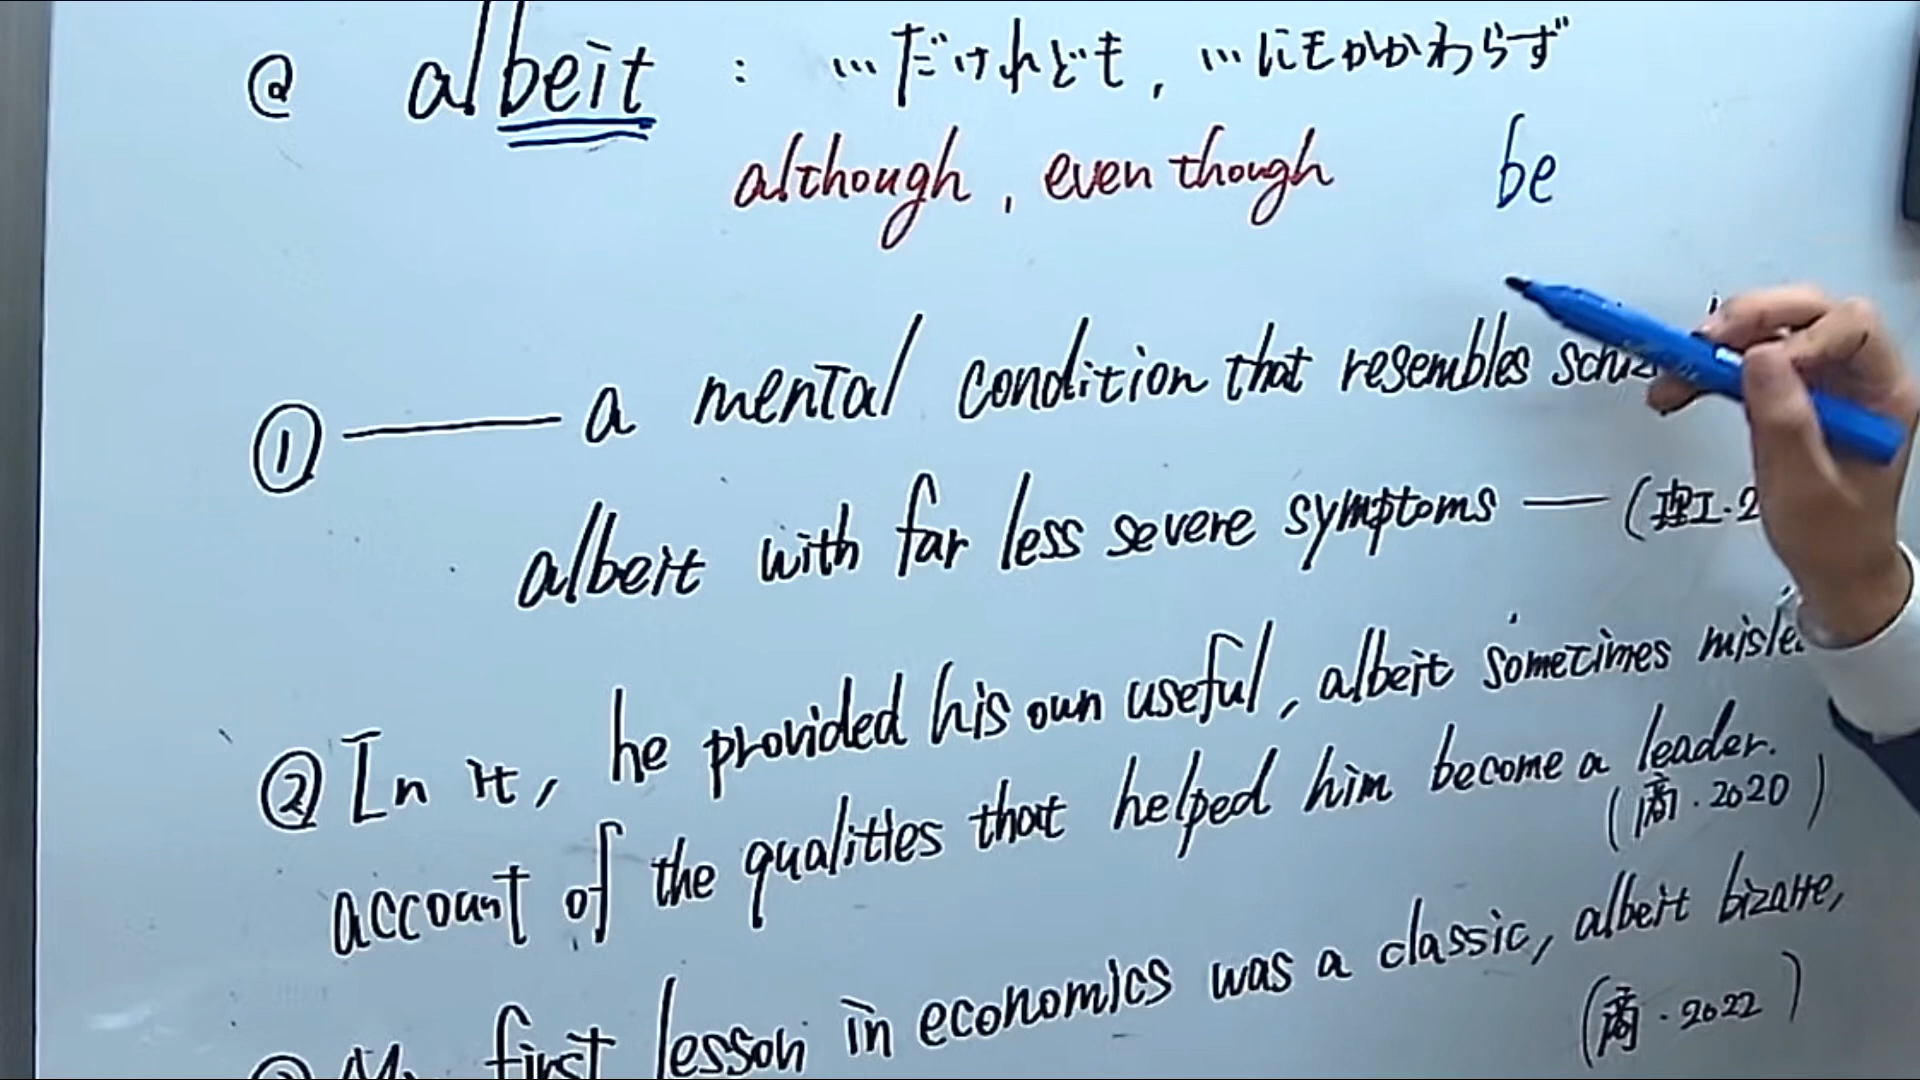 @ albeit : …だけれども, …にもかかわらず
although, even though be
① — a mental condition that resembles
albeit with far less severe symptoms — (理工・2
② In it, he provided his own useful, albeit sometimes
account of the qualities that helped him become a leader.
(商・2020)
first lesson in economics was a classic, albeit bizarre,
(商・2022)